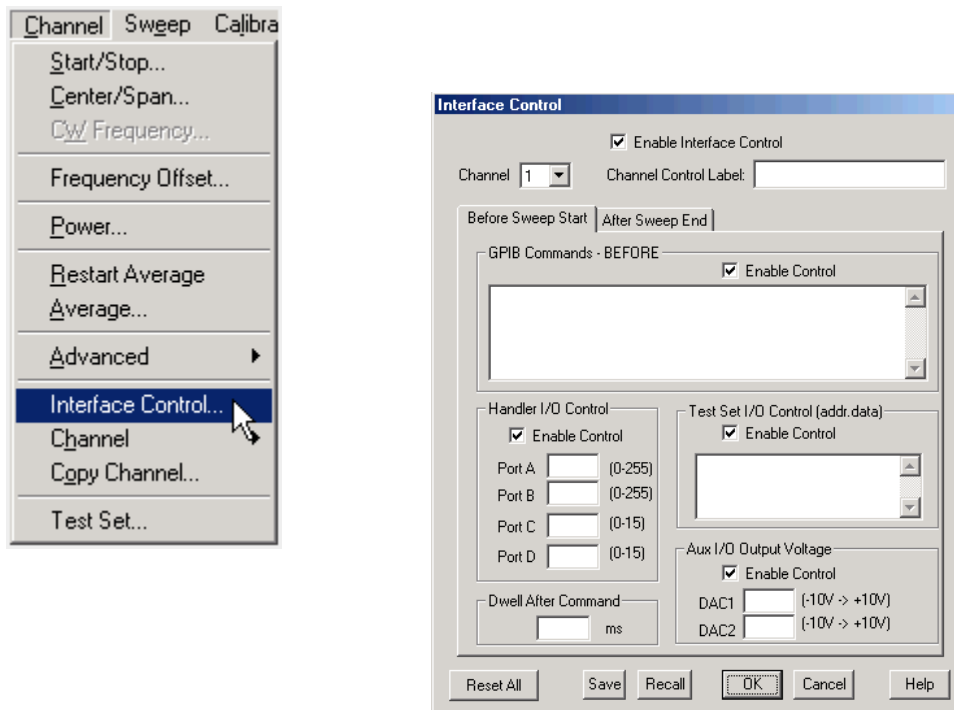 Channel Sweep Calibra
Start/Stop...
Center/Span...
CW Frequency...
Frequency Offset...
Power...
Restart Average
Average...
Advanced
Interface Control...
Channel
Copy Channel...
Test Set...
Interface Control
Enable Interface Control
Channel 1 Channel Control Label:
Before Sweep Start After Sweep End
GPIB Commands - BEFORE
Enable Control
Handler I/O Control
Enable Control
Port A (0-255)
Port B (0-255)
Port C (0-15)
Port D (0-15)
Dwell After Command
ms
Test Set I/O Control (addr.data)
Enable Control
Aux I/O Output Voltage
Enable Control
DAC1 (-10V -> +10V)
DAC2 (-10V -> +10V)
Reset All Save Recall OK Cancel Help